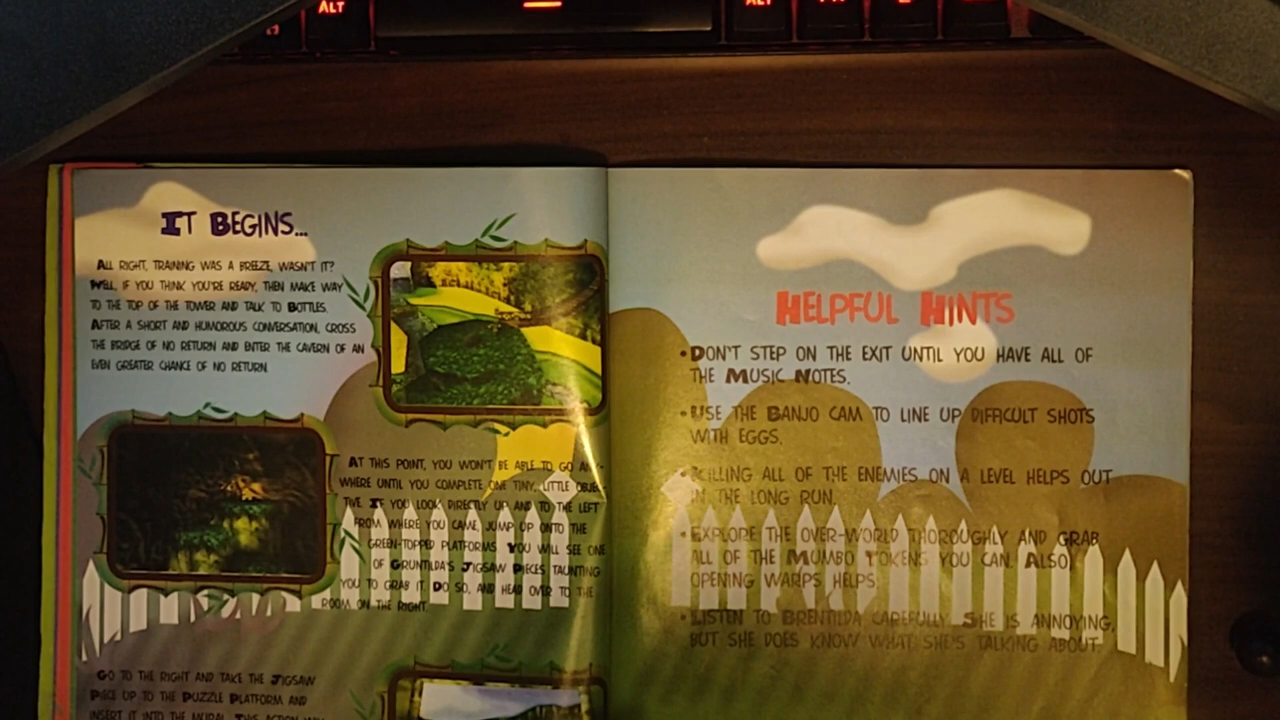 ALT
ALT
IT BEGINS...
ALL RIGHT, TRAINING WAS A BREEZE, WASN'T IT?
WELL, IF YOU THINK YOU'RE READY, THEN MAKE WAY
TO THE TOP OF THE TOWER AND TALK TO BOTTLES.
AFTER A SHORT AND HUMOROUS CONVERSATION, CROSS
THE BRIDGE OF NO RETURN AND ENTER THE CAVERN OF AN
EVEN GREATER CHANCE OF NO RETURN.
AT THIS POINT, YOU WON'T BE ABLE TO GO ANY-
WHERE UNTIL YOU COMPLETE ONE TINY, LITTLE OBJEC-
TIVE. IF YOU LOOK DIRECTLY UP AND TO THE LEFT
FROM WHERE YOU CAME, JUMP UP ONTO THE
GREEN-TOPPED PLATFORMS. YOU WILL SEE ONE
OF GRUNTILDA'S JIGSAW PIECES TAUNTING
YOU TO GRAB IT. DO SO, AND HEAD OVER TO THE
ROOM ON THE RIGHT.
GO TO THE RIGHT AND TAKE THE JIGSAW
PIECE UP TO THE PUZZLE PLATFORM AND
INSERT IT INTO THE MURAL. THIS ACTION WILL
HELPFUL HINTS
•DON'T STEP ON THE EXIT UNTIL YOU HAVE ALL OF
THE MUSIC NOTES.
•USE THE BANJO CAM TO LINE UP DIFFICULT SHOTS
WITH EGGS.
•KILLING ALL OF THE ENEMIES ON A LEVEL HELPS OUT
IN THE LONG RUN.
•EXPLORE THE OVER-WORLD THOROUGHLY AND GRAB
ALL OF THE MUMBO TOKENS YOU CAN. ALSO,
OPENING WARPS HELPS.
•LISTEN TO BRENTILDA CAREFULLY. SHE IS ANNOYING,
BUT SHE DOES KNOW WHAT SHE'S TALKING ABOUT.